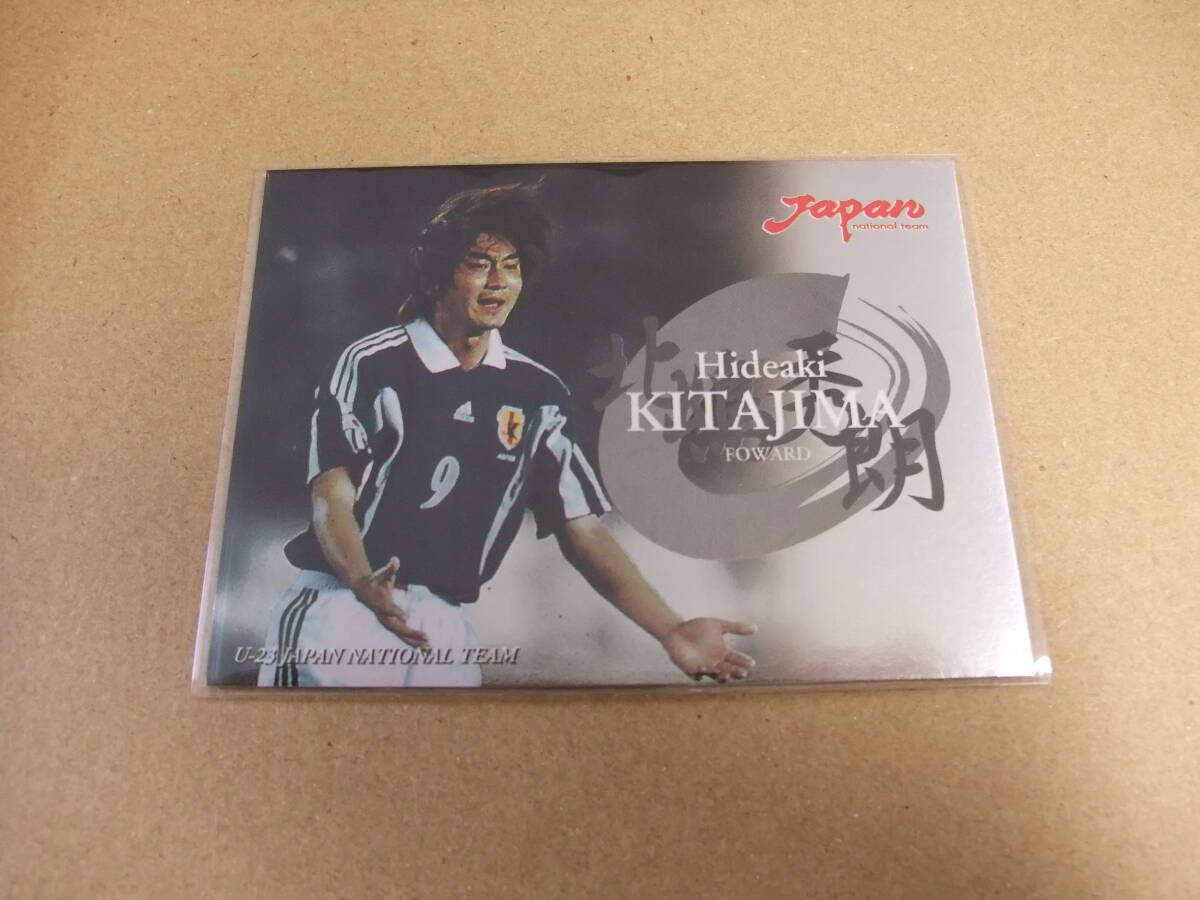 Japan
national team
北嶋秀朗
Hideaki
KITAJIMA
FOWARD
9
U-23 JAPAN NATIONAL TEAM